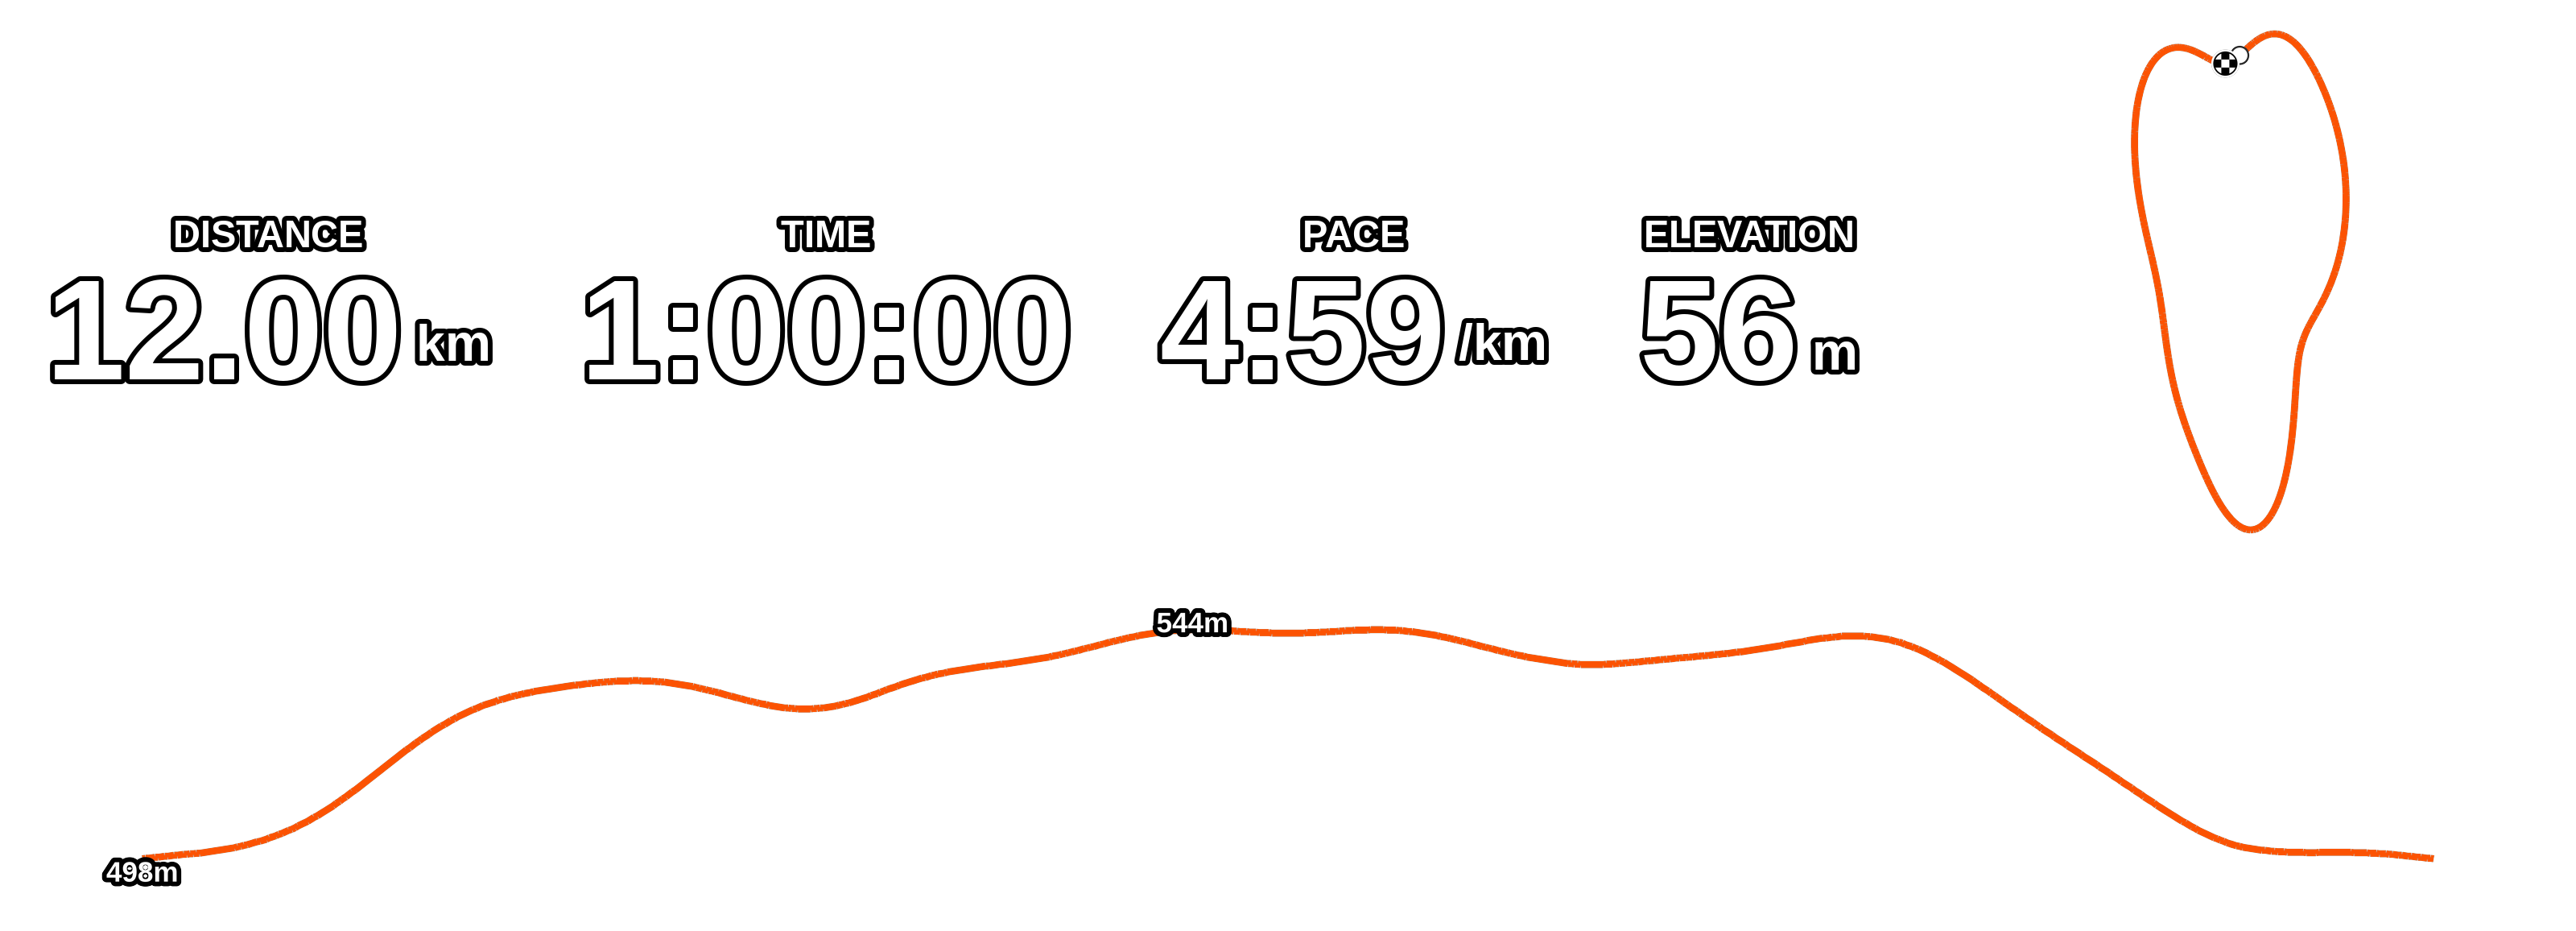 DISTANCE
12.00 km
TIME
1:00:00
PACE
4:59 /km
ELEVATION
56 m
544m
498m